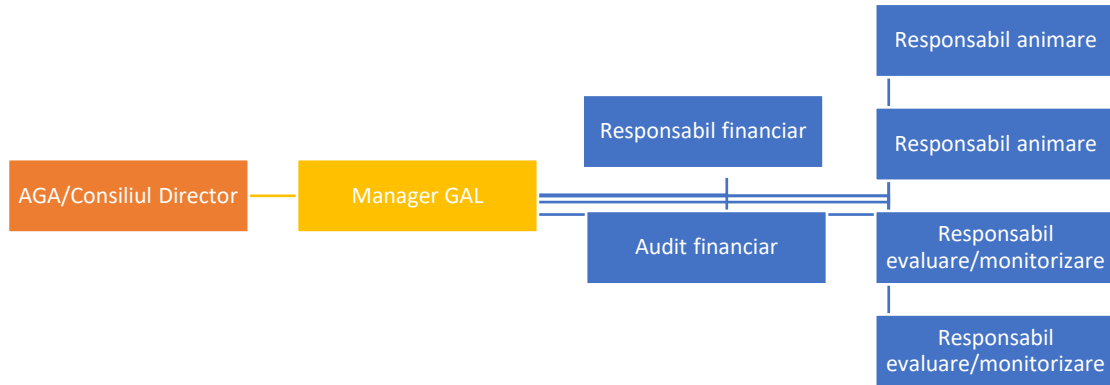 AGA/Consiliul Director
Manager GAL
Responsabil financiar
Audit financiar
Responsabil animare
Responsabil animare
Responsabil
evaluare/monitorizare
Responsabil
evaluare/monitorizare